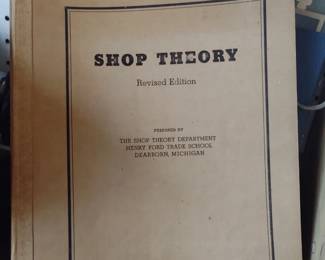 SHOP THEORY
Revised Edition
PREPARED BY
THE SHOP THEORY DEPARTMENT
HENRY FORD TRADE SCHOOL
DEARBORN, MICHIGAN